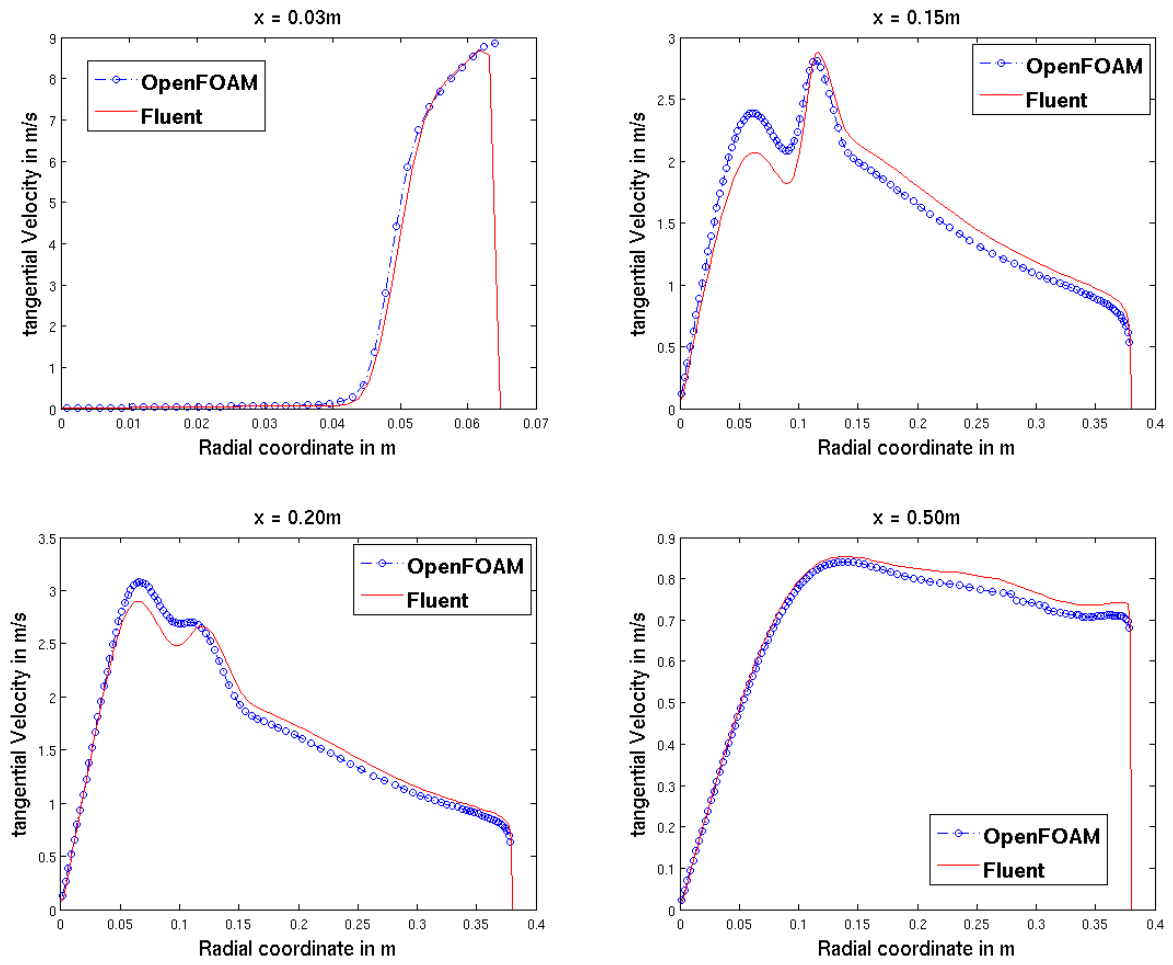 x = 0.03m
9
8
7
6
5
4
3
2
1
0
tangential Velocity in m/s
OpenFOAM
Fluent
0 0.01 0.02 0.03 0.04 0.05 0.06 0.07
Radial coordinate in m
x = 0.15m
3
2.5
2
1.5
1
0.5
0
tangential Velocity in m/s
OpenFOAM
Fluent
0 0.05 0.1 0.15 0.2 0.25 0.3 0.35 0.4
Radial coordinate in m
x = 0.20m
3.5
3
2.5
2
1.5
1
0.5
0
tangential Velocity in m/s
OpenFOAM
Fluent
0 0.05 0.1 0.15 0.2 0.25 0.3 0.35 0.4
Radial coordinate in m
x = 0.50m
0.9
0.8
0.7
0.6
0.5
0.4
0.3
0.2
0.1
0
tangential Velocity in m/s
OpenFOAM
Fluent
0 0.05 0.1 0.15 0.2 0.25 0.3 0.35 0.4
Radial coordinate in m